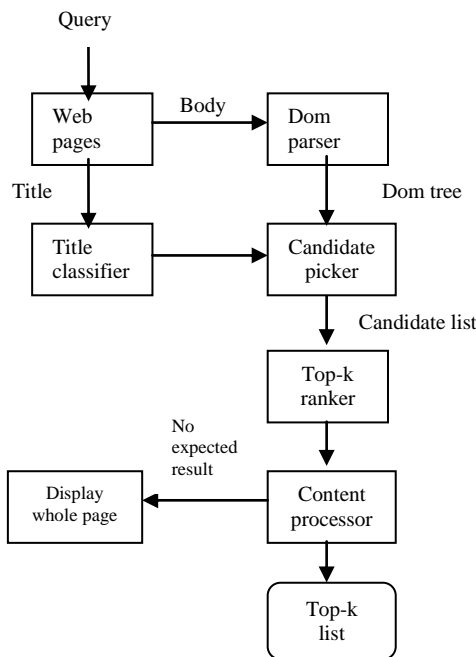 Query
Web
pages
Body
Dom
parser
Title
Dom tree
Title
classifier
Candidate
picker
Candidate list
Top-k
ranker
No
expected
result
Display
whole page
Content
processor
Top-k
list